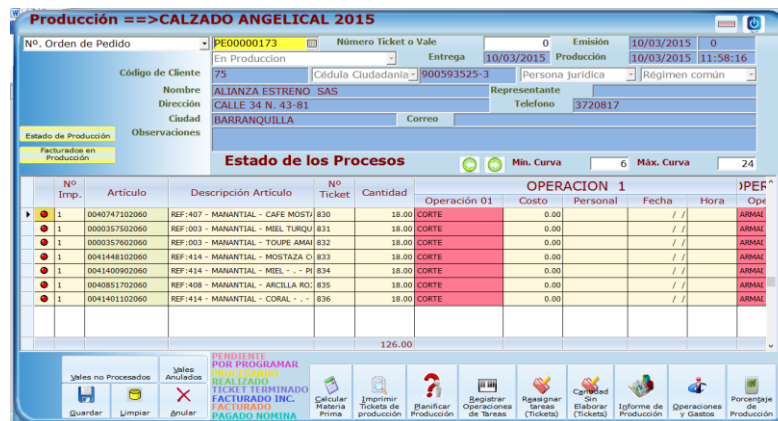 Producción ==>CALZADO ANGELICAL 2015
Nº. Orden de Pedido PE00000173 Número Ticket o Vale 0 Emisión 10/03/2015 0
En Produccion Entrega 10/03/2015 Producción 10/03/2015 11:58:16
Código de Cliente 75 Cédula Ciudadania 900593525-3 Persona juridica Régimen común
Nombre ALIANZA ESTRENO SAS Representante
Dirección CALLE 34 N. 43-81 Telefono 3720817
Ciudad BARRANQUILLA Correo
Estado de Producción Observaciones
Facturados en Producción
Estado de los Procesos Min. Curva 6 Máx. Curva 24
Nº Imp. Artículo Descripción Artículo Nº Ticket Cantidad OPERACION 1 OPER
Operación 01 Costo Personal Fecha Hora Ope
1 0040747102060 REF:407 - MANANTIAL - CAFE MOST 830 18.00 CORTE 0.00 / / ARMAI
1 0000357502060 REF:003 - MANANTIAL - MIEL TURQU 831 18.00 CORTE 0.00 / / ARMAI
1 0000357602060 REF:003 - MANANTIAL - TOUPE AMAI 832 18.00 CORTE 0.00 / / ARMAI
1 0041448102060 REF:414 - MANANTIAL - MOSTAZA C 833 18.00 CORTE 0.00 / / ARMAI
1 0041400902060 REF:414 - MANANTIAL - MIEL - . - PI 834 18.00 CORTE 0.00 / / ARMAI
1 0040851702060 REF:408 - MANANTIAL - ARCILLA RO 835 18.00 CORTE 0.00 / / ARMAI
1 0041401102060 REF:414 - MANANTIAL - CORAL - . - 836 18.00 CORTE 0.00 / / ARMAI
126.00
Vales no Procesados
Vales Anulados
Guardar
Limpiar
Anular
PENDIENTE
POR PROGRAMAR
PROCESANDO
REALIZADO
TICKET TERMINADO
FACTURADO INC.
FACTURADO
PAGADO NOMINA
Calcular Materia Prima
Imprimir Tickets de producción
Planificar Producción
Registrar Operaciones de Tareas
Reasignar tareas (Tickets)
Cantidad Sin Elaborar (Tickets)
Informe de Producción
Operaciones y Gastos
Porcentaje de Producción